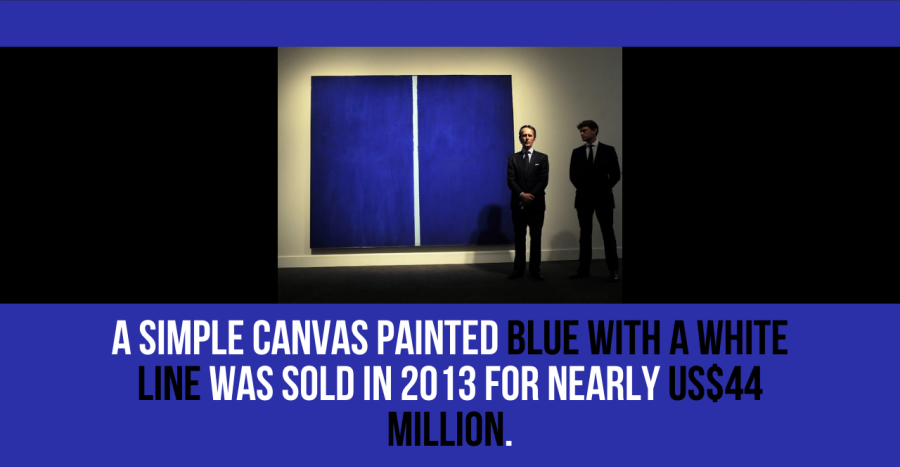 A SIMPLE CANVAS PAINTED BLUE WITH A WHITE
LINE WAS SOLD IN 2013 FOR NEARLY US$44
MILLION.